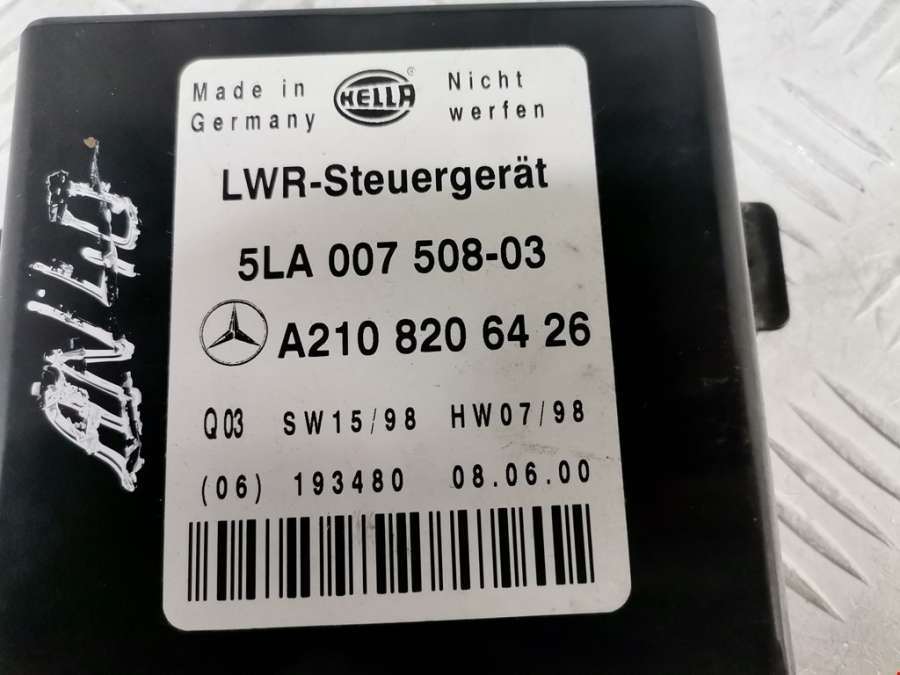 Made in
Germany
HELLA
®
Nicht
werfen
LWR-Steuergerät
5LA 007 508-03
A210 820 64 26
Q03 SW15/98 HW07/98
(06) 193480 08.06.00